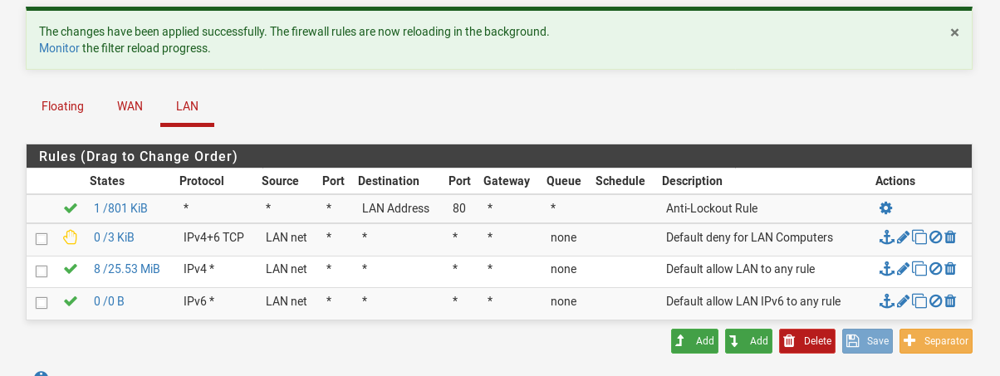 The changes have been applied successfully. The firewall rules are now reloading in the background.
×
Monitor the filter reload progress.
Floating WAN LAN
Rules (Drag to Change Order)
States Protocol Source Port Destination Port Gateway Queue Schedule Description Actions
1 /801 KiB * * * LAN Address 80 * * Anti-Lockout Rule
0 /3 KiB IPv4+6 TCP LAN net * * * * none Default deny for LAN Computers
8 /25.53 MiB IPv4 * LAN net * * * * none Default allow LAN to any rule
0 /0 B IPv6 * LAN net * * * * none Default allow LAN IPv6 to any rule
Add Add Delete Save Separator